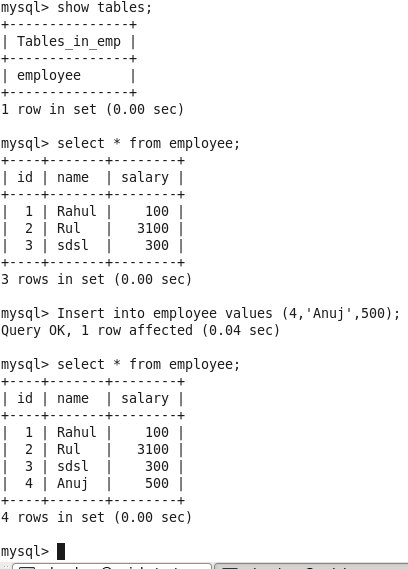 mysql> show tables;
+---------------+
| Tables_in_emp |
+---------------+
| employee      |
+---------------+
1 row in set (0.00 sec)

mysql> select * from employee;
+----+-------+--------+
| id | name  | salary |
+----+-------+--------+
|  1 | Rahul |    100 |
|  2 | Rul   |   3100 |
|  3 | sdsl  |    300 |
+----+-------+--------+
3 rows in set (0.00 sec)

mysql> Insert into employee values (4,'Anuj',500);
Query OK, 1 row affected (0.04 sec)

mysql> select * from employee;
+----+-------+--------+
| id | name  | salary |
+----+-------+--------+
|  1 | Rahul |    100 |
|  2 | Rul   |   3100 |
|  3 | sdsl  |    300 |
|  4 | Anuj  |    500 |
+----+-------+--------+
4 rows in set (0.00 sec)

mysql>